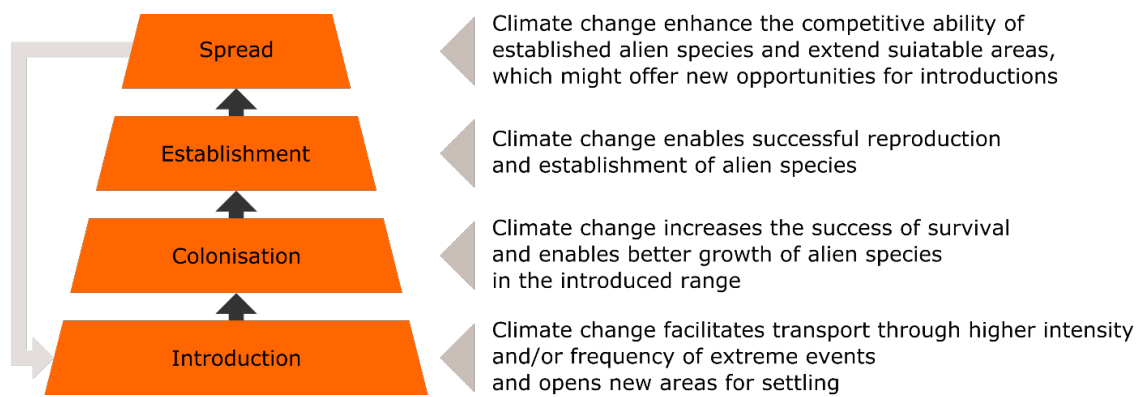 Spread
Climate change enhance the competitive ability of
established alien species and extend suiatable areas,
which might offer new opportunities for introductions
Establishment
Climate change enables successful reproduction
and establishment of alien species
Colonisation
Climate change increases the success of survival
and enables better growth of alien species
in the introduced range
Introduction
Climate change facilitates transport through higher intensity
and/or frequency of extreme events
and opens new areas for settling